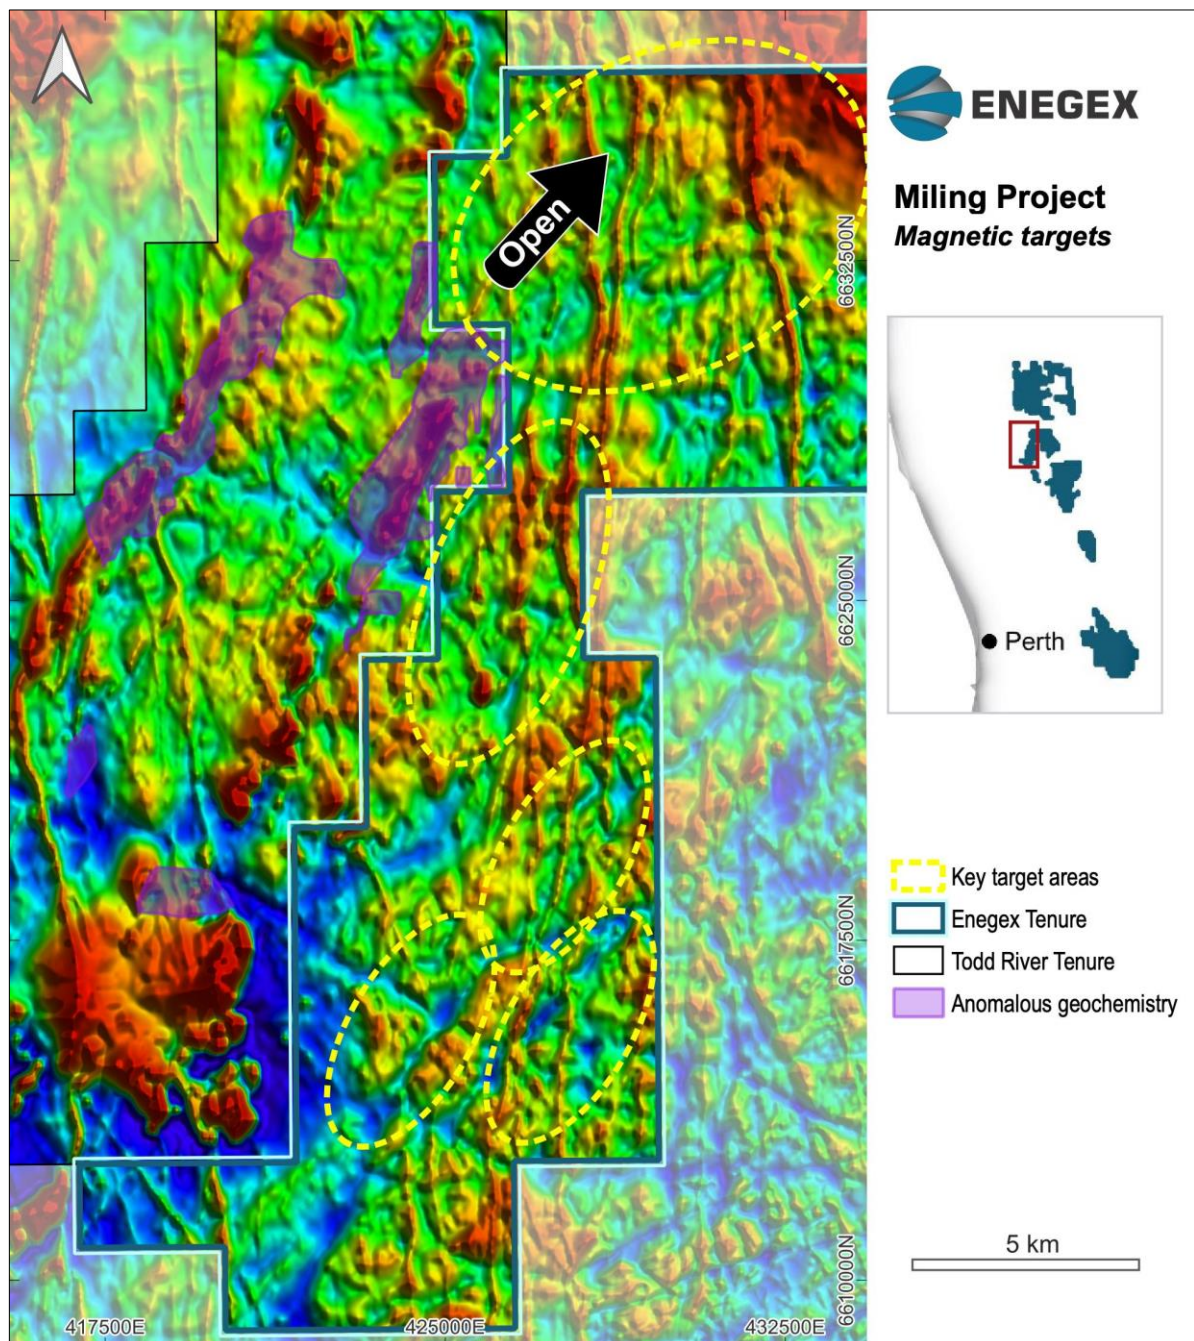 ENEGEX
Miling Project
Magnetic targets
Open
6632500N
6625000N
6617500N
6610000N
417500E
425000E
432500E
Perth
Key target areas
Enegex Tenure
Todd River Tenure
Anomalous geochemistry
5 km